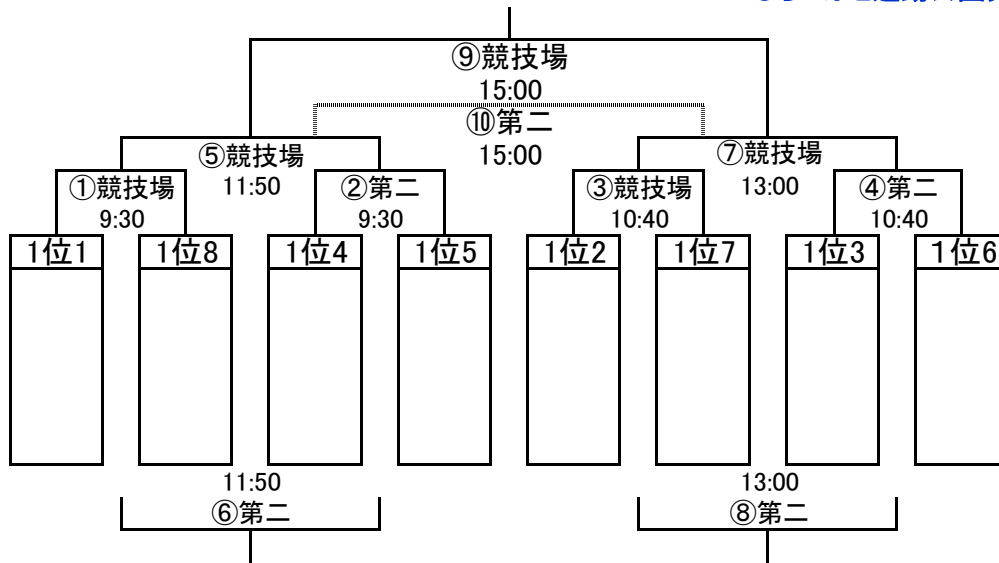 ⑨競技場
15:00
⑩第二
15:00
⑤競技場
11:50
⑦競技場
13:00
①競技場
9:30
②第二
9:30
③競技場
10:40
④第二
10:40
1位1
1位8
1位4
1位5
1位2
1位7
1位3
1位6
11:50
⑥第二
13:00
⑧第二